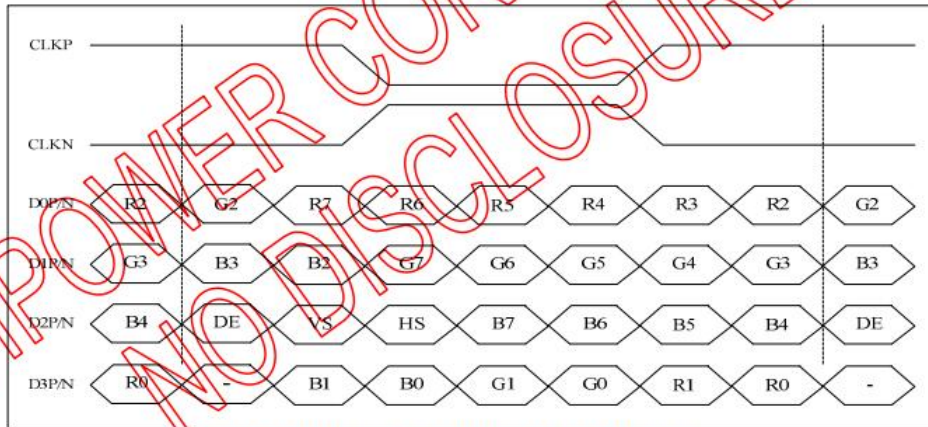 CLKP
CLKN
D0P/N R2 G2 R7 R6 R5 R4 R3 R2 G2
D1P/N G3 B3 B2 G7 G6 G5 G4 G3 B3
D2P/N B4 DE VS HS B7 B6 B5 B4 DE
D3P/N R0 - B1 B0 G1 G0 R1 R0 -
NO DISCLOSURE